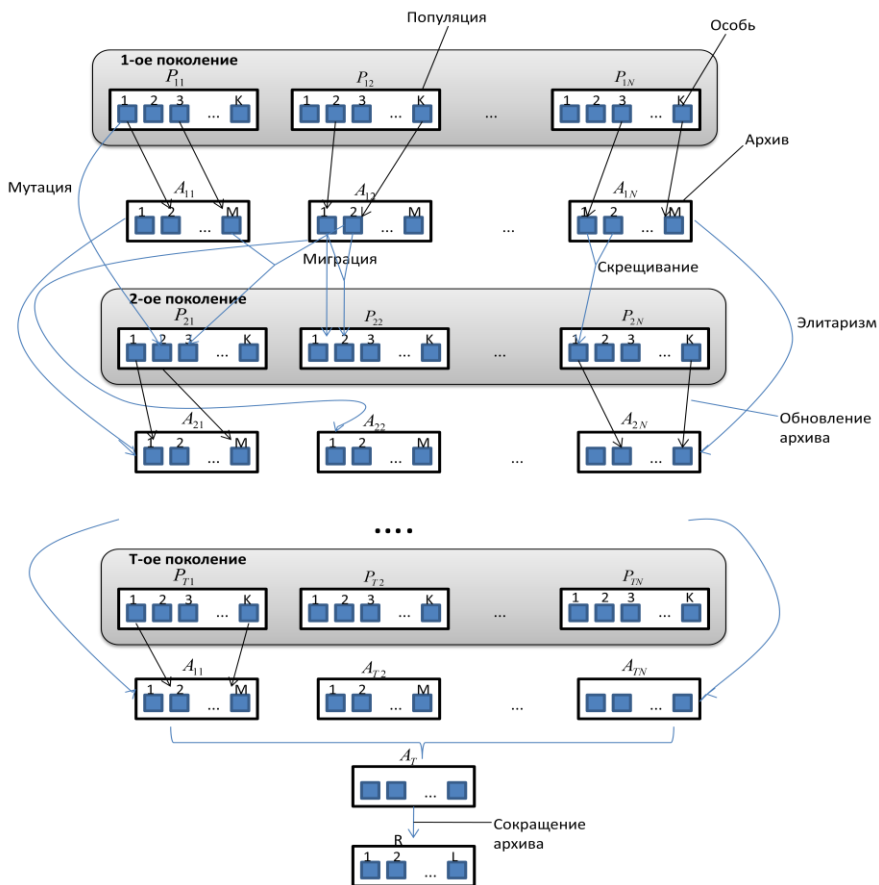 Популяция
Особь
1-ое поколение
P11 P12 P1N
1 2 3 ... K 1 2 3 ... K ... 1 2 3 ... K
Архив
Мутация
A11 A12 A1N
1 2 ... M 1 2 ... M ... 1 2 ... M
Миграция
Скрещивание
2-ое поколение
P21 P22 P2N
Элитаризм
1 2 3 ... K 1 2 3 ... K ... 1 2 3 ... K
A21 A22 A2N
Обновление
архива
1 2 ... M 1 2 ... M ... ...
....
T-ое поколение
PT1 PT2 PTN
1 2 3 ... K 1 2 3 ... K ... 1 2 3 ... K
A11 AT2 ATN
1 2 ... M 1 2 ... M ... ...
AT
...
Сокращение
архива
R
1 2 ... L